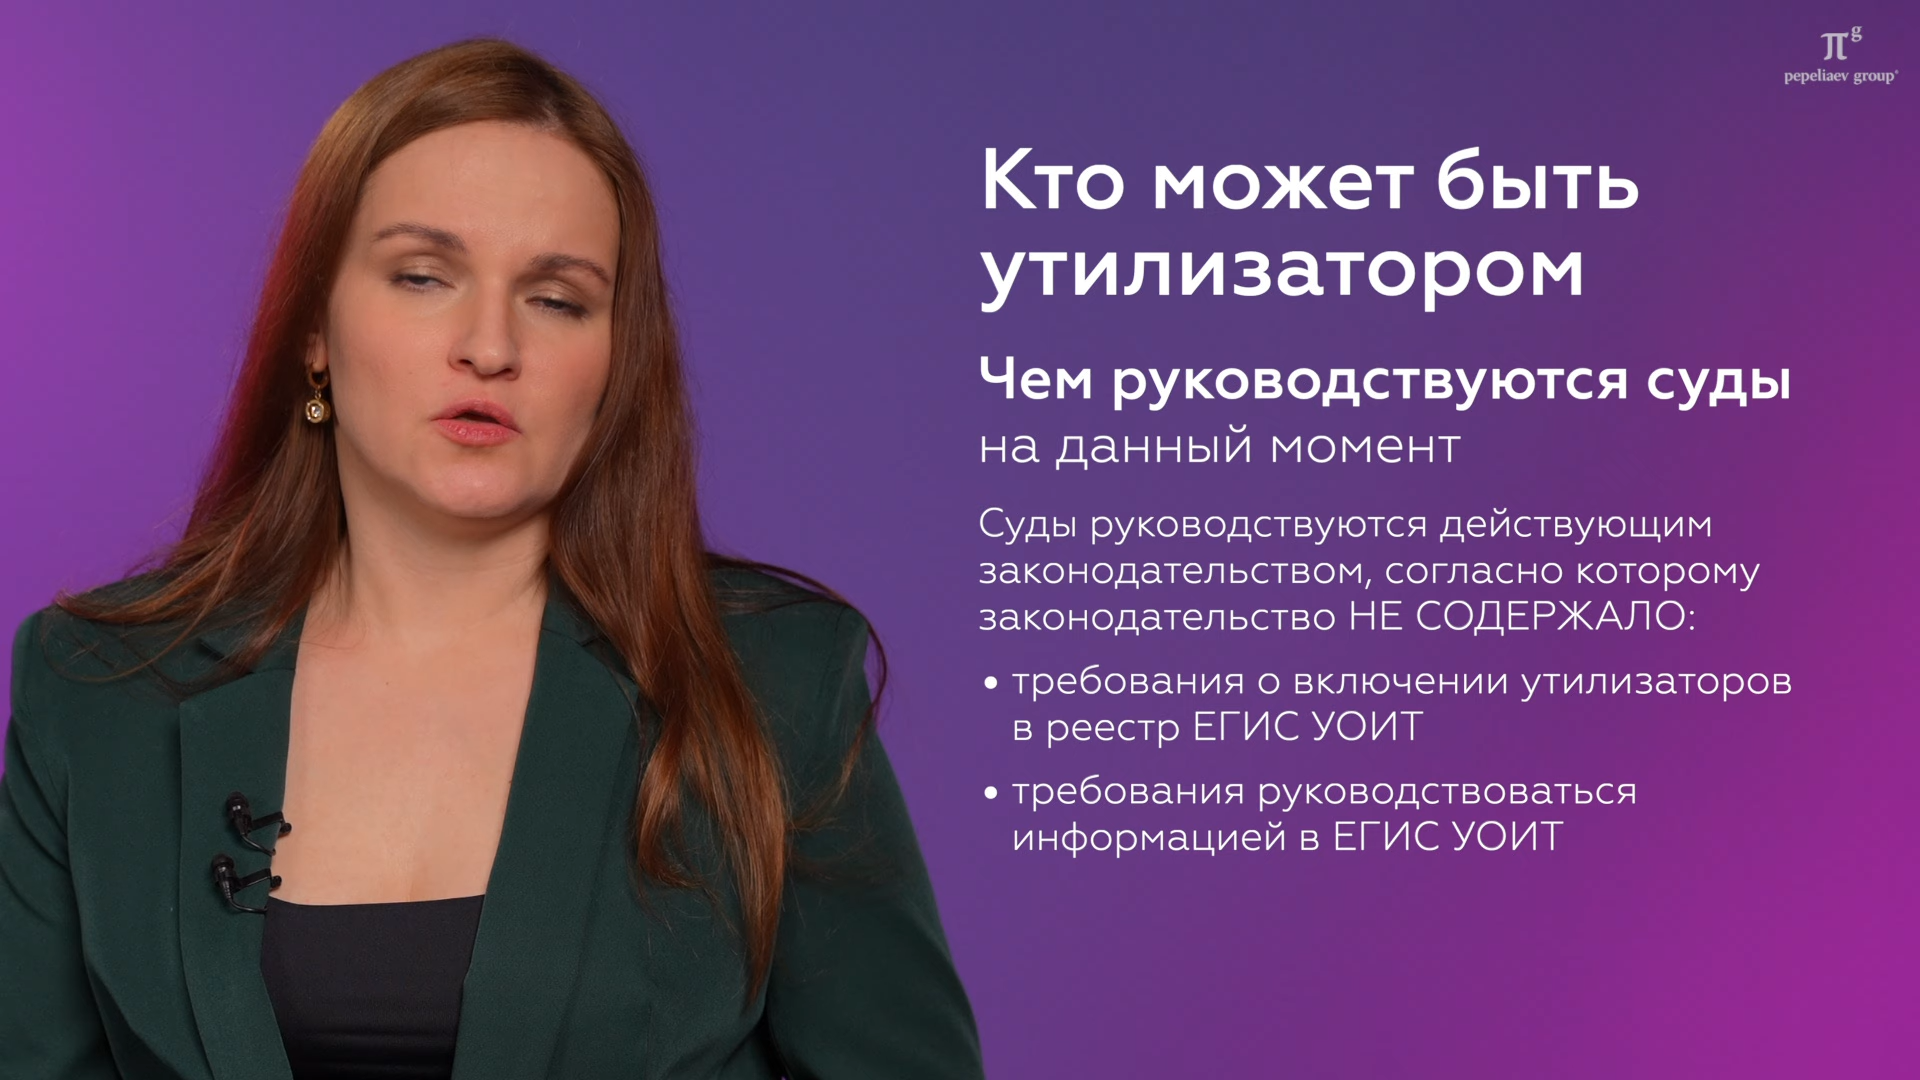 πg
pepeliaev group®
Кто может быть
утилизатором
Чем руководствуются суды
на данный момент
Суды руководствуются действующим
законодательством, согласно которому
законодательство НЕ СОДЕРЖАЛО:
• требования о включении утилизаторов
в реестр ЕГИС УОИТ
• требования руководствоваться
информацией в ЕГИС УОИТ